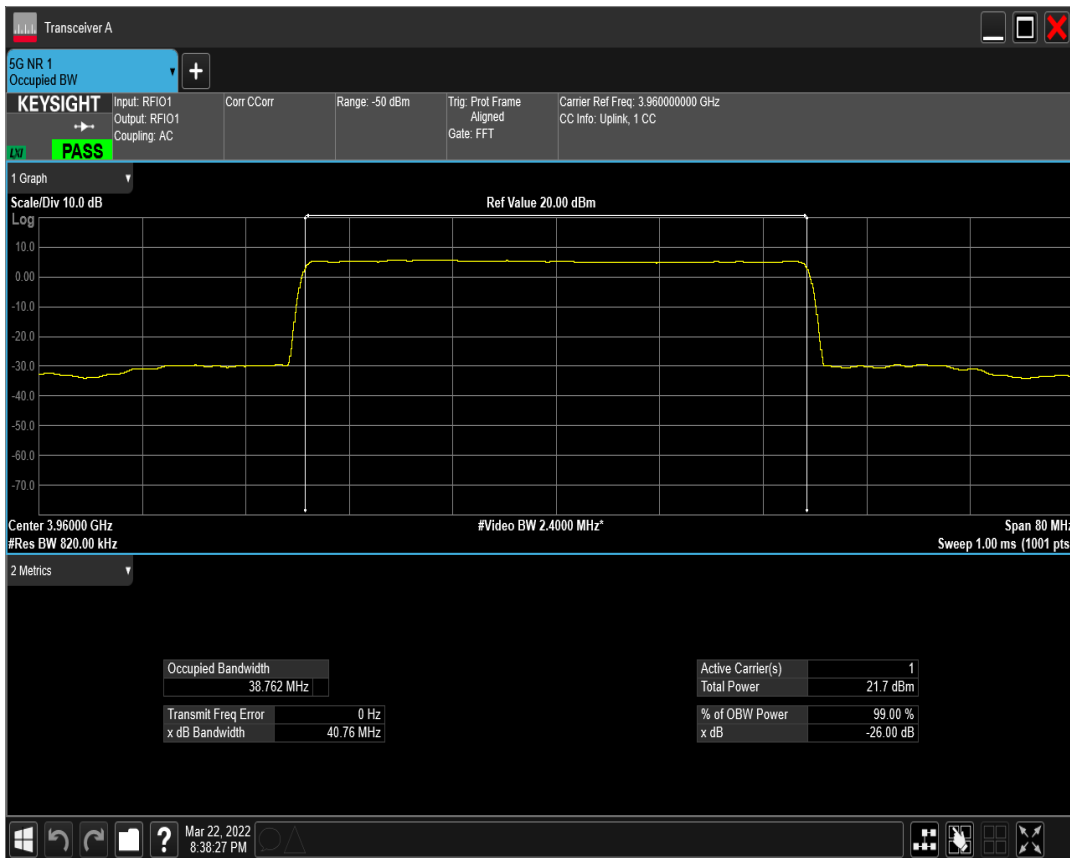 Transceiver A
5G NR 1
Occupied BW
KEYSIGHT
LXI
PASS
Input: RFIO1
Output: RFIO1
Coupling: AC
Corr CCorr
Range: -50 dBm
Trig: Prot Frame
Aligned
Gate: FFT
Carrier Ref Freq: 3.960000000 GHz
CC Info: Uplink, 1 CC
1 Graph
Scale/Div 10.0 dB
Ref Value 20.00 dBm
Log
10.0
0.00
-10.0
-20.0
-30.0
-40.0
-50.0
-60.0
-70.0
Center 3.96000 GHz
#Video BW 2.4000 MHz*
Span 80 MHz
#Res BW 820.00 kHz
Sweep 1.00 ms (1001 pts
2 Metrics
Occupied Bandwidth
38.762 MHz
Transmit Freq Error 0 Hz
x dB Bandwidth 40.76 MHz
Active Carrier(s) 1
Total Power 21.7 dBm
% of OBW Power 99.00 %
x dB -26.00 dB
?
Mar 22, 2022
8:38:27 PM